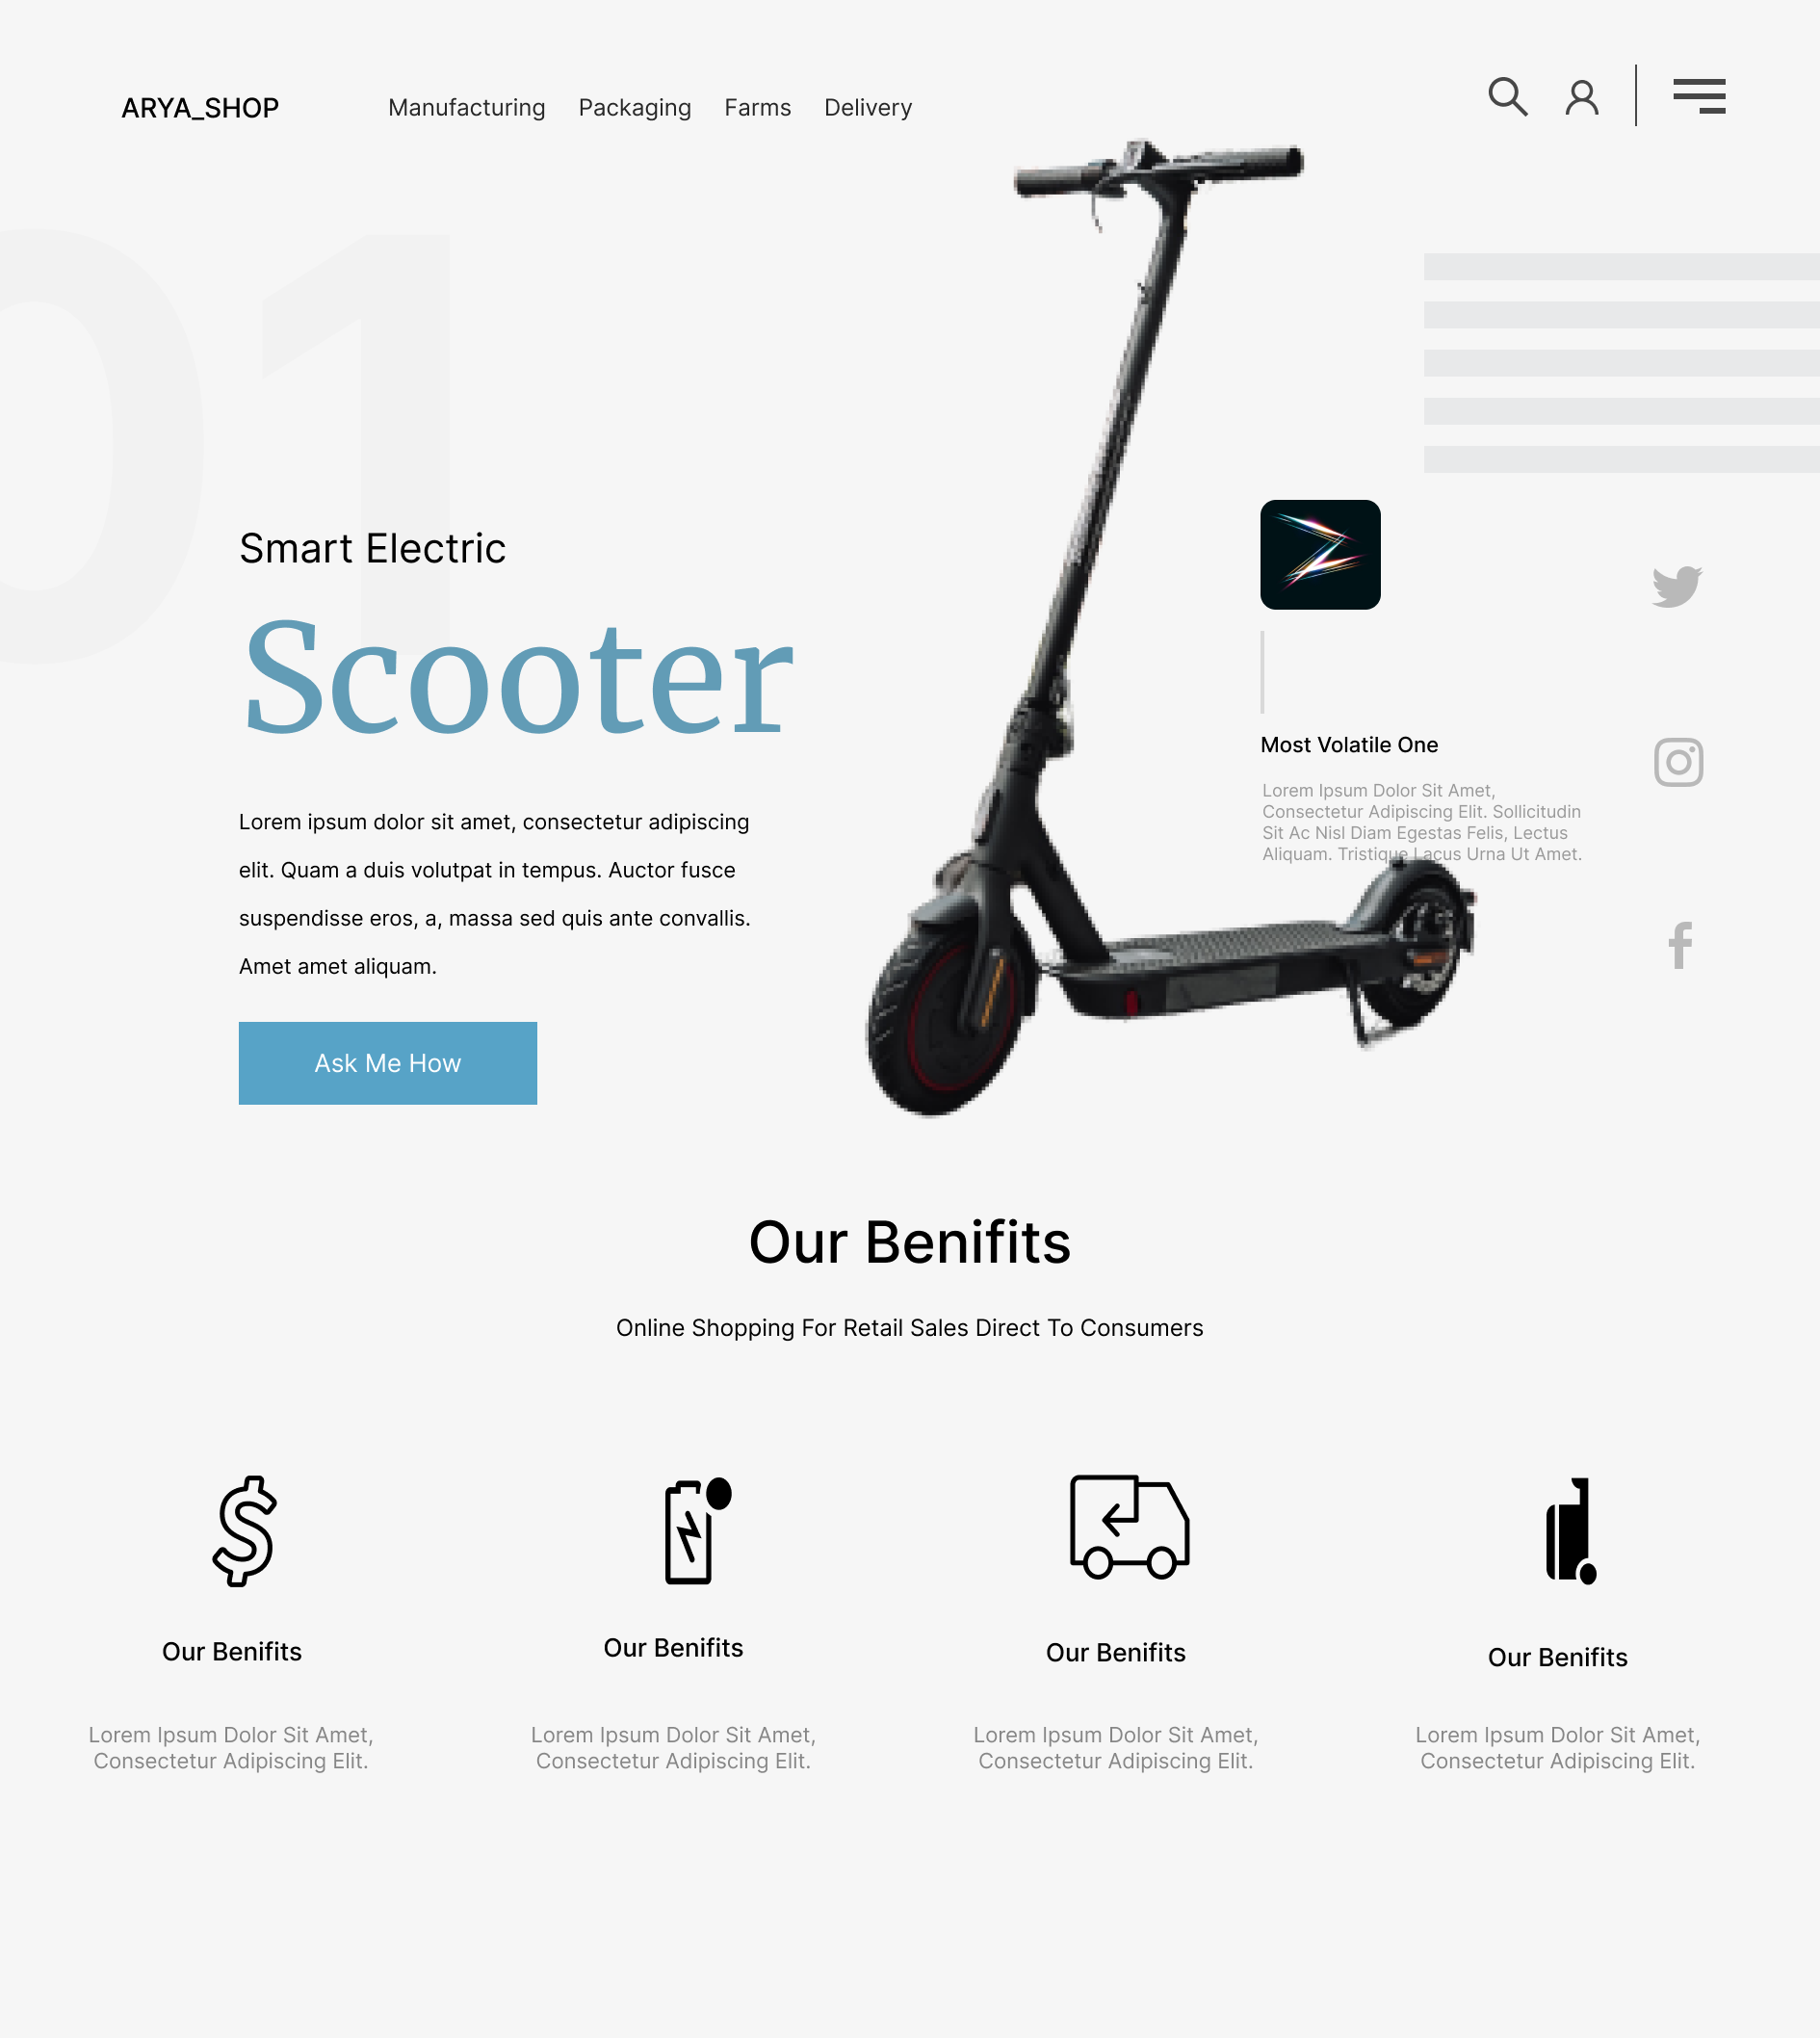 ARYA_SHOP
Manufacturing Packaging Farms Delivery
01
Smart Electric
Scooter
Lorem ipsum dolor sit amet, consectetur adipiscing
elit. Quam a duis volutpat in tempus. Auctor fusce
suspendisse eros, a, massa sed quis ante convallis.
Amet amet aliquam.
Ask Me How
Most Volatile One
Lorem Ipsum Dolor Sit Amet,
Consectetur Adipiscing Elit. Sollicitudin
Sit Ac Nisl Diam Egestas Felis, Lectus
Aliquam. Tristique Lacus Urna Ut Amet.
Our Benifits
Online Shopping For Retail Sales Direct To Consumers
Our Benifits
Lorem Ipsum Dolor Sit Amet,
Consectetur Adipiscing Elit.
Our Benifits
Lorem Ipsum Dolor Sit Amet,
Consectetur Adipiscing Elit.
Our Benifits
Lorem Ipsum Dolor Sit Amet,
Consectetur Adipiscing Elit.
Our Benifits
Lorem Ipsum Dolor Sit Amet,
Consectetur Adipiscing Elit.